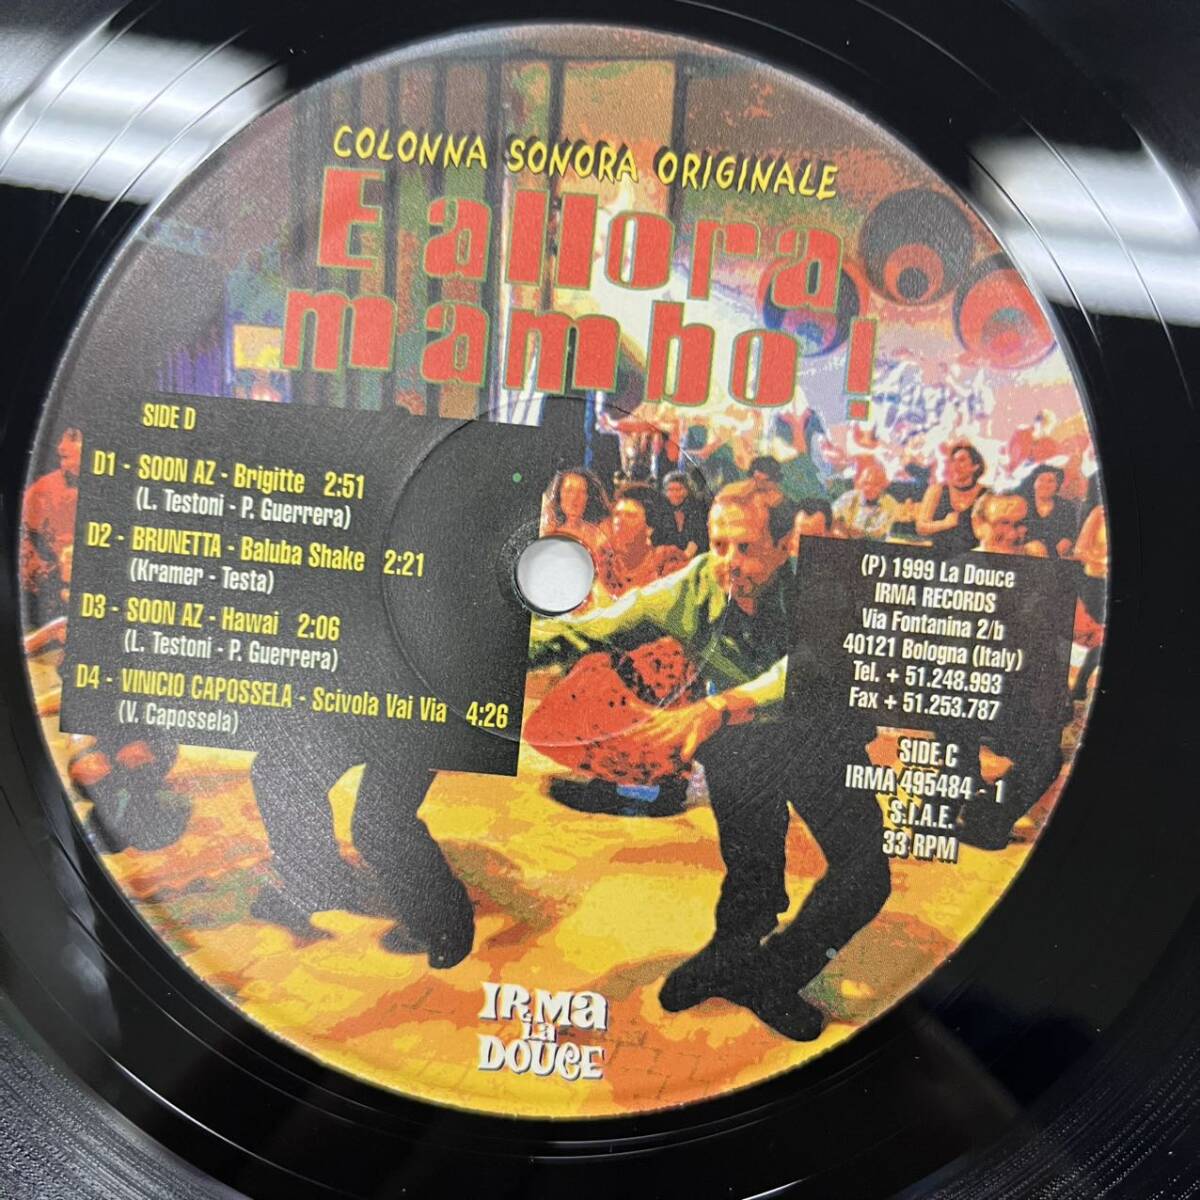 COLONNA SONORA ORIGINALE
E allora
mambo !
SIDE D
D1 - SOON AZ - Brigitte 2:51
(L. Testoni - P. Guerrera)
D2 - BRUNETTA - Baluba Shake 2:21
(Kramer - Testa)
D3 - SOON AZ - Hawai 2:06
(L. Testoni - P. Guerrera)
D4 - VINICIO CAPOSSELA - Scivola Vai Via 4:26
(V. Capossela)
(P) 1999 La Douce
IRMA RECORDS
Via Fontanina 2/b
40121 Bologna (Italy)
Tel. + 51.248.993
Fax + 51.253.787
SIDE C
IRMA 495484 - 1
S.I.A.E.
33 RPM
IRMa
La
DOUCE